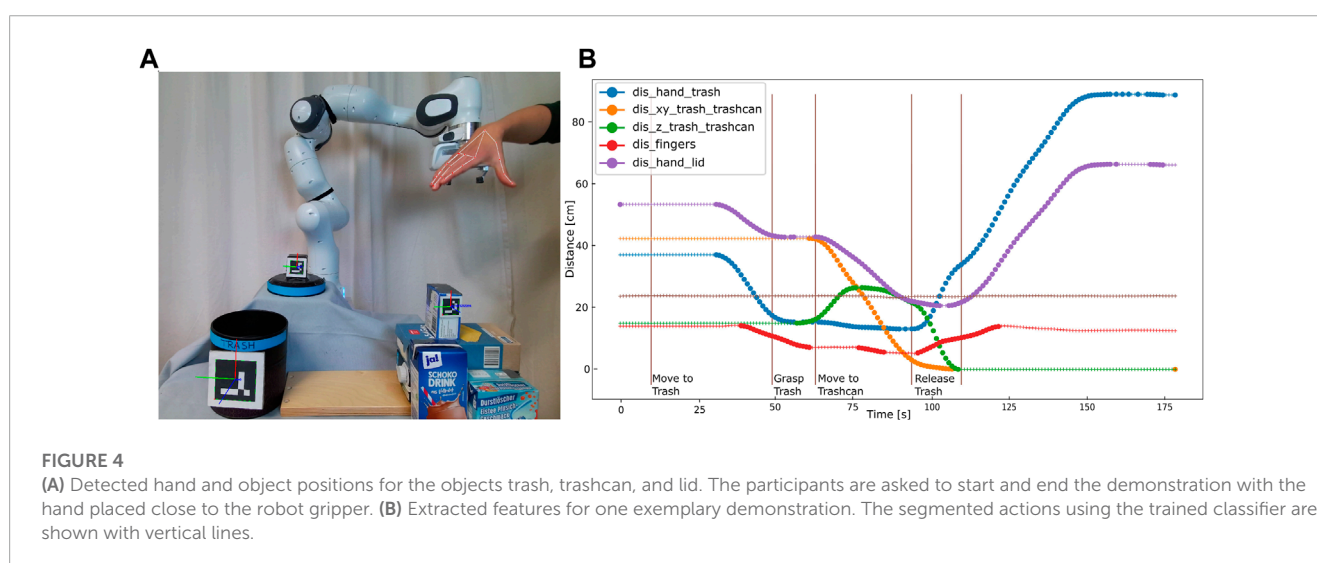 A
B
TRASH
ja!
SCHOKO
DRINK
Durstlöscher
Eistee Pfirsich
dis_hand_trash
dis_xy_trash_trashcan
dis_z_trash_trashcan
dis_fingers
dis_hand_lid
Distance [cm]
80
60
40
20
0
Move to
Trash
Grasp
Trash
Move to
Trashcan
Release
Trash
0
25
50
75
100
125
150
175
Time [s]
FIGURE 4
(A) Detected hand and object positions for the objects trash, trashcan, and lid. The participants are asked to start and end the demonstration with the
hand placed close to the robot gripper. (B) Extracted features for one exemplary demonstration. The segmented actions using the trained classifier are
shown with vertical lines.